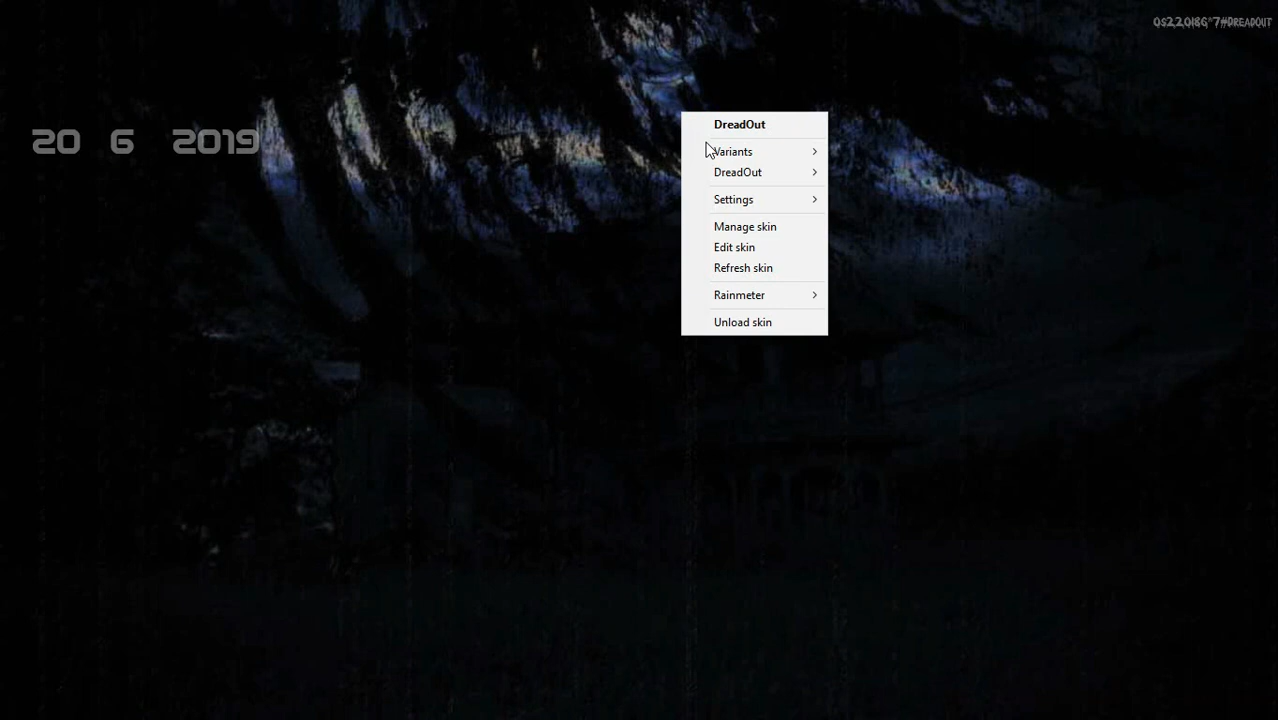 20 6 2019
DreadOut
Variants
DreadOut
Settings
Manage skin
Edit skin
Refresh skin
Rainmeter
Unload skin